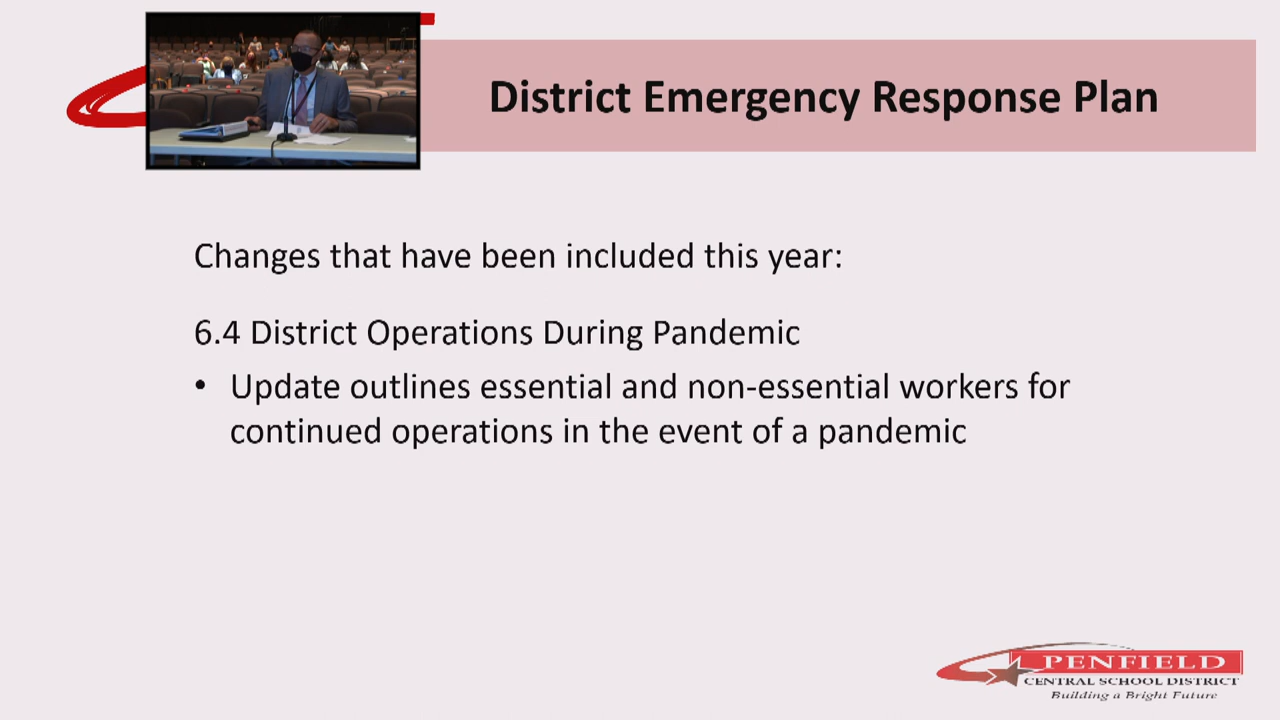 District Emergency Response Plan
Changes that have been included this year:
6.4 District Operations During Pandemic
• Update outlines essential and non-essential workers for
continued operations in the event of a pandemic
PENFIELD
CENTRAL SCHOOL DISTRICT
Building a Bright Future